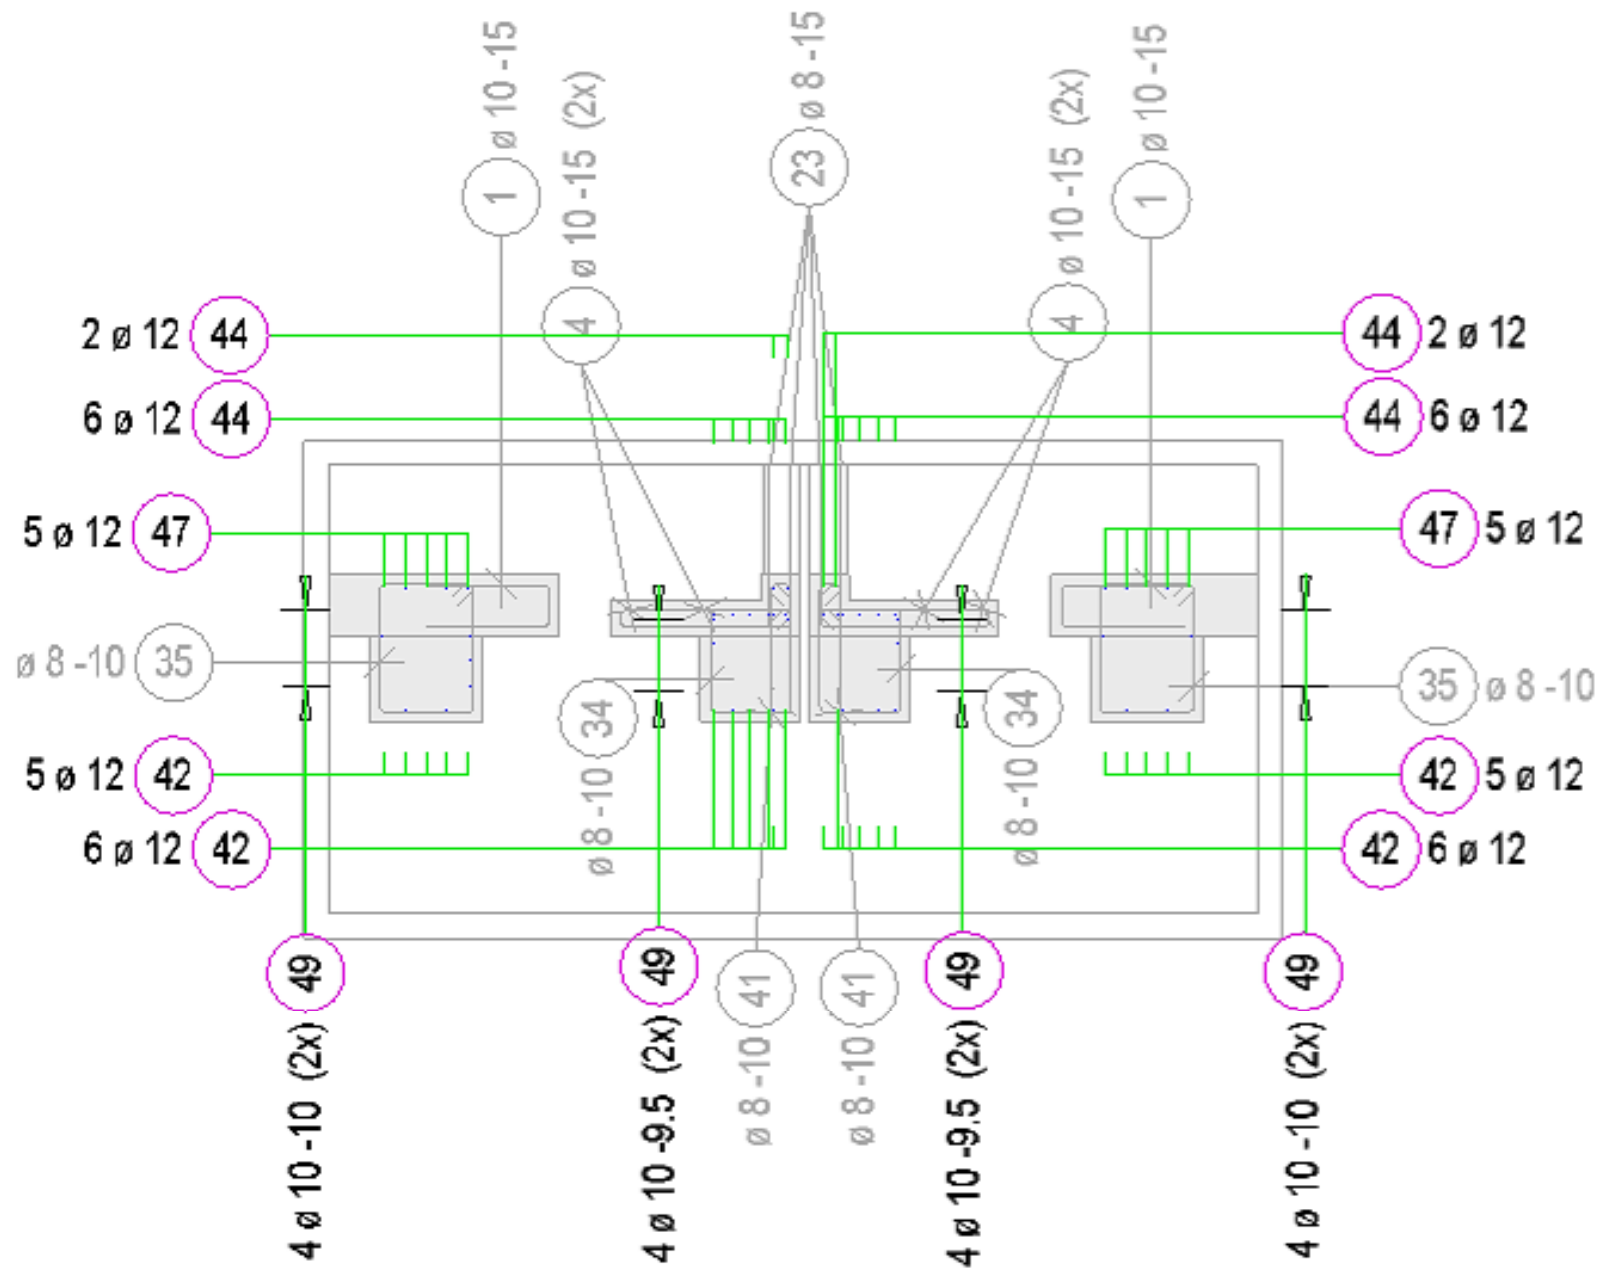 1 ø 10 -15
4 ø 10 -15 (2x)
23 ø 8 -15
4 ø 10 -15 (2x)
1 ø 10 -15
2 ø 12 44
44 2 ø 12
6 ø 12 44
44 6 ø 12
5 ø 12 47
47 5 ø 12
ø 8 -10 35
35 ø 8 -10
ø 8 -10 34
ø 8 -10 34
5 ø 12 42
42 5 ø 12
6 ø 12 42
42 6 ø 12
4 ø 10 -10 (2x) 49
4 ø 10 -9.5 (2x) 49
ø 8 -10 41
ø 8 -10 41
4 ø 10 -9.5 (2x) 49
4 ø 10 -10 (2x) 49